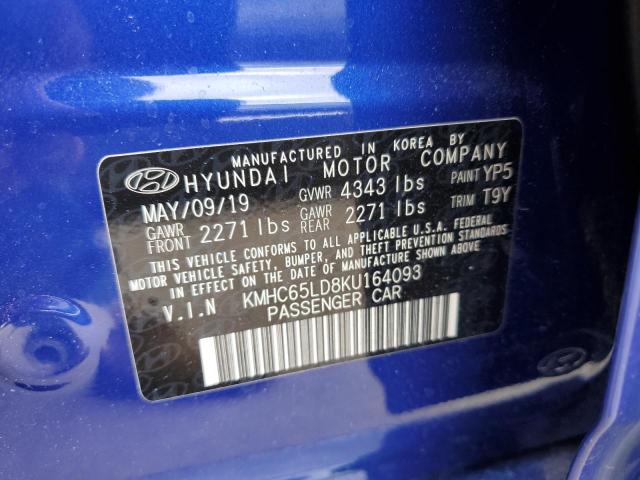 MANUFACTURED IN KOREA BY
HYUNDAI MOTOR COMPANY
MAY/09/19 GVWR 4343 lbs PAINT YP5
GAWR FRONT 2271 lbs GAWR REAR 2271 lbs TRIM T9Y
THIS VEHICLE CONFORMS TO ALL APPLICABLE U.S.A. FEDERAL
MOTOR VEHICLE SAFETY, BUMPER, AND THEFT PREVENTION STANDARDS
IN EFFECT ON THE DATE OF MANUFACTURE SHOWN ABOVE.
V.I.N KMHC65LD8KU164093
PASSENGER CAR